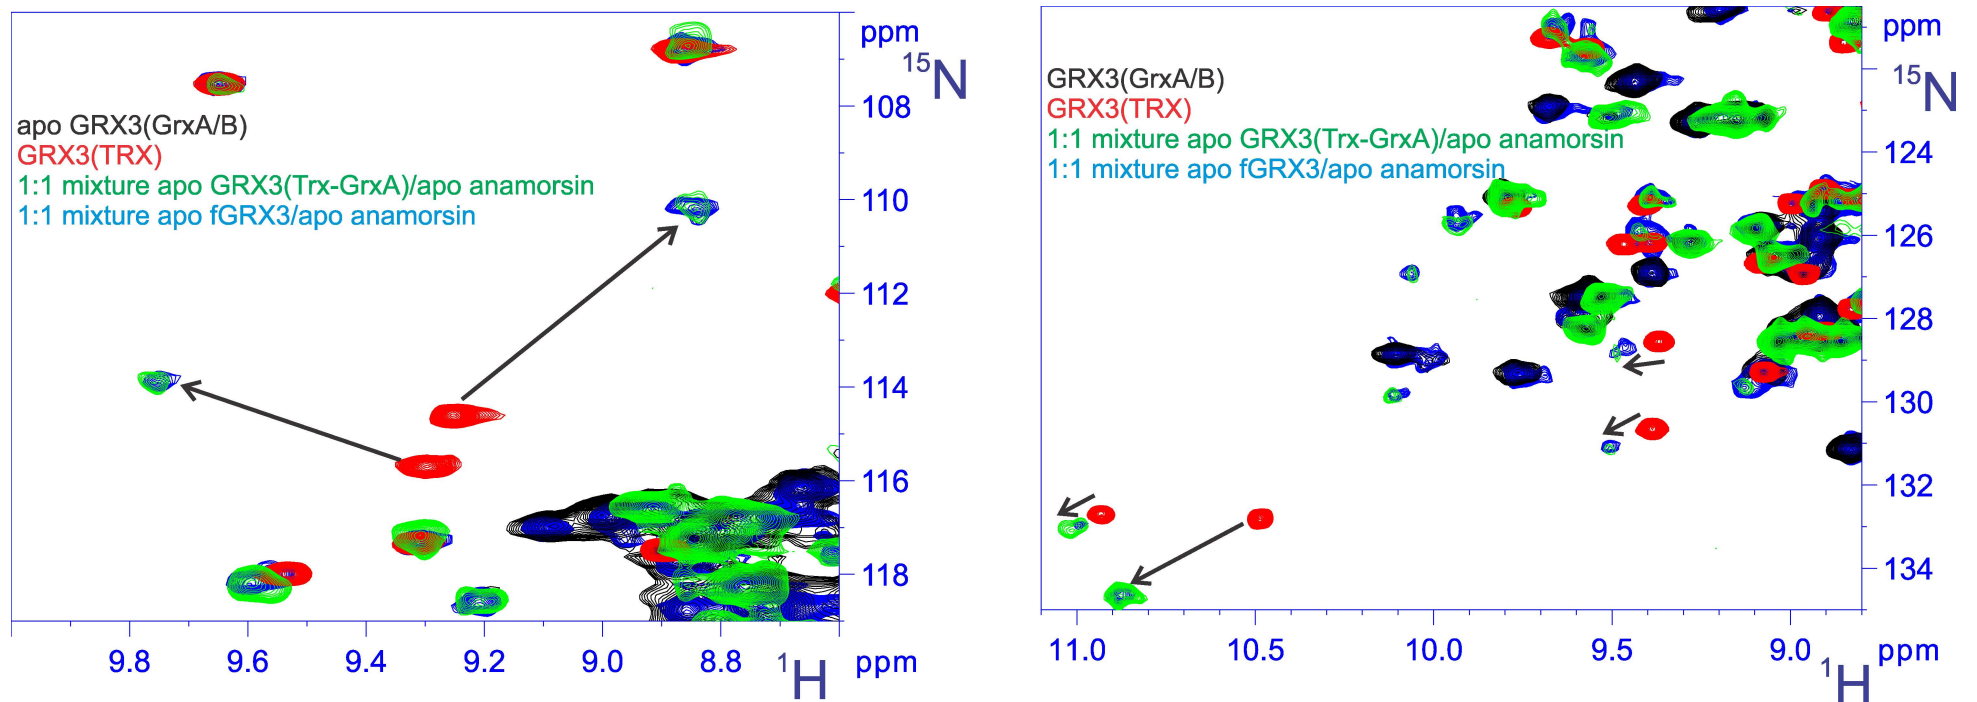 ppm
15N
108
apo GRX3(GrxA/B)
GRX3(TRX)
1:1 mixture apo GRX3(Trx-GrxA)/apo anamorsin
1:1 mixture apo fGRX3/apo anamorsin
110
112
114
116
118
9.8 9.6 9.4 9.2 9.0 8.8 1H ppm
ppm
15N
GRX3(GrxA/B)
GRX3(TRX)
1:1 mixture apo GRX3(Trx-GrxA)/apo anamorsin
1:1 mixture apo fGRX3/apo anamorsin
124
126
128
130
132
134
11.0 10.5 10.0 9.5 9.0 ppm
1H